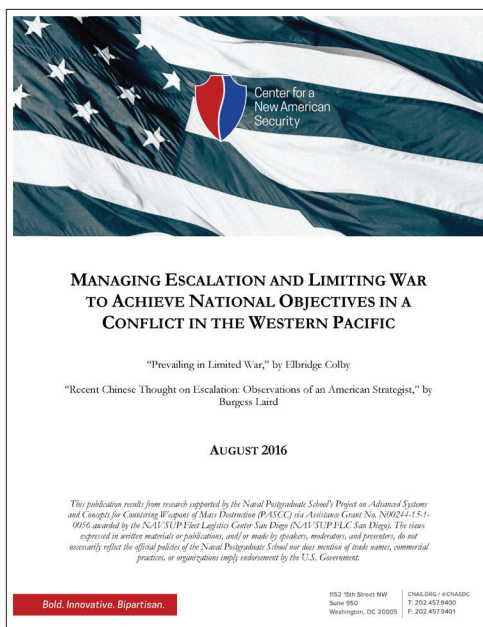 Center for a
New American
Security
MANAGING ESCALATION AND LIMITING WAR
TO ACHIEVE NATIONAL OBJECTIVES IN A
CONFLICT IN THE WESTERN PACIFIC
“Prevailing in Limited War,” by Elbridge Colby
“Recent Chinese Thought on Escalation: Observations of an American Strategist,” by
Burgess Laird
AUGUST 2016
This publication results from research supported by the Naval Postgraduate School’s Project on Advanced Systems
and Concepts for Countering Weapons of Mass Destruction (PASCC) via Assistance Grant No. N00244-15-1-
0056 awarded by the NAVSUP Fleet Logistics Center San Diego (NAVSUP FLC San Diego). The views
expressed in written materials or publications, and/or made by speakers, moderators, and presenters, do not
necessarily reflect the official policies of the Naval Postgraduate School nor does mention of trade names, commercial
practices, or organizations imply endorsement by the U.S. Government.
Bold. Innovative. Bipartisan.
1152 15th Street NW
Suite 950
Washington, DC 20005
CNAS.ORG / @CNASDC
T: 202.457.9400
F: 202.457.9401